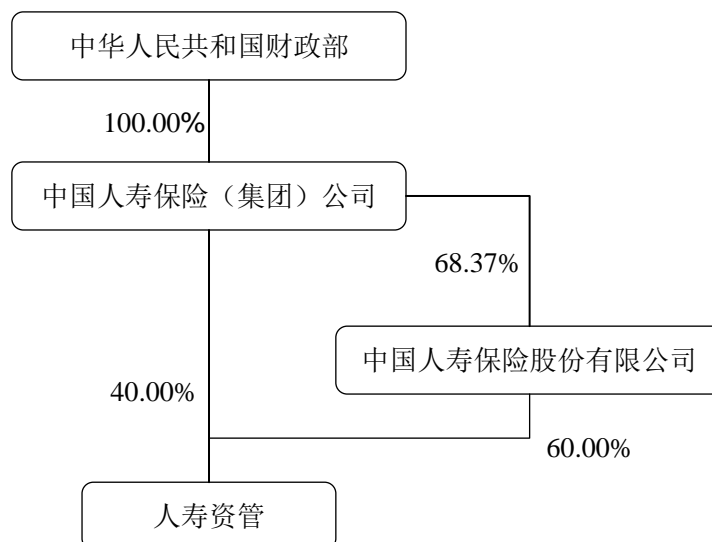 中华人民共和国财政部
100.00%
中国人寿保险（集团）公司
68.37%
中国人寿保险股份有限公司
40.00%
60.00%
人寿资管